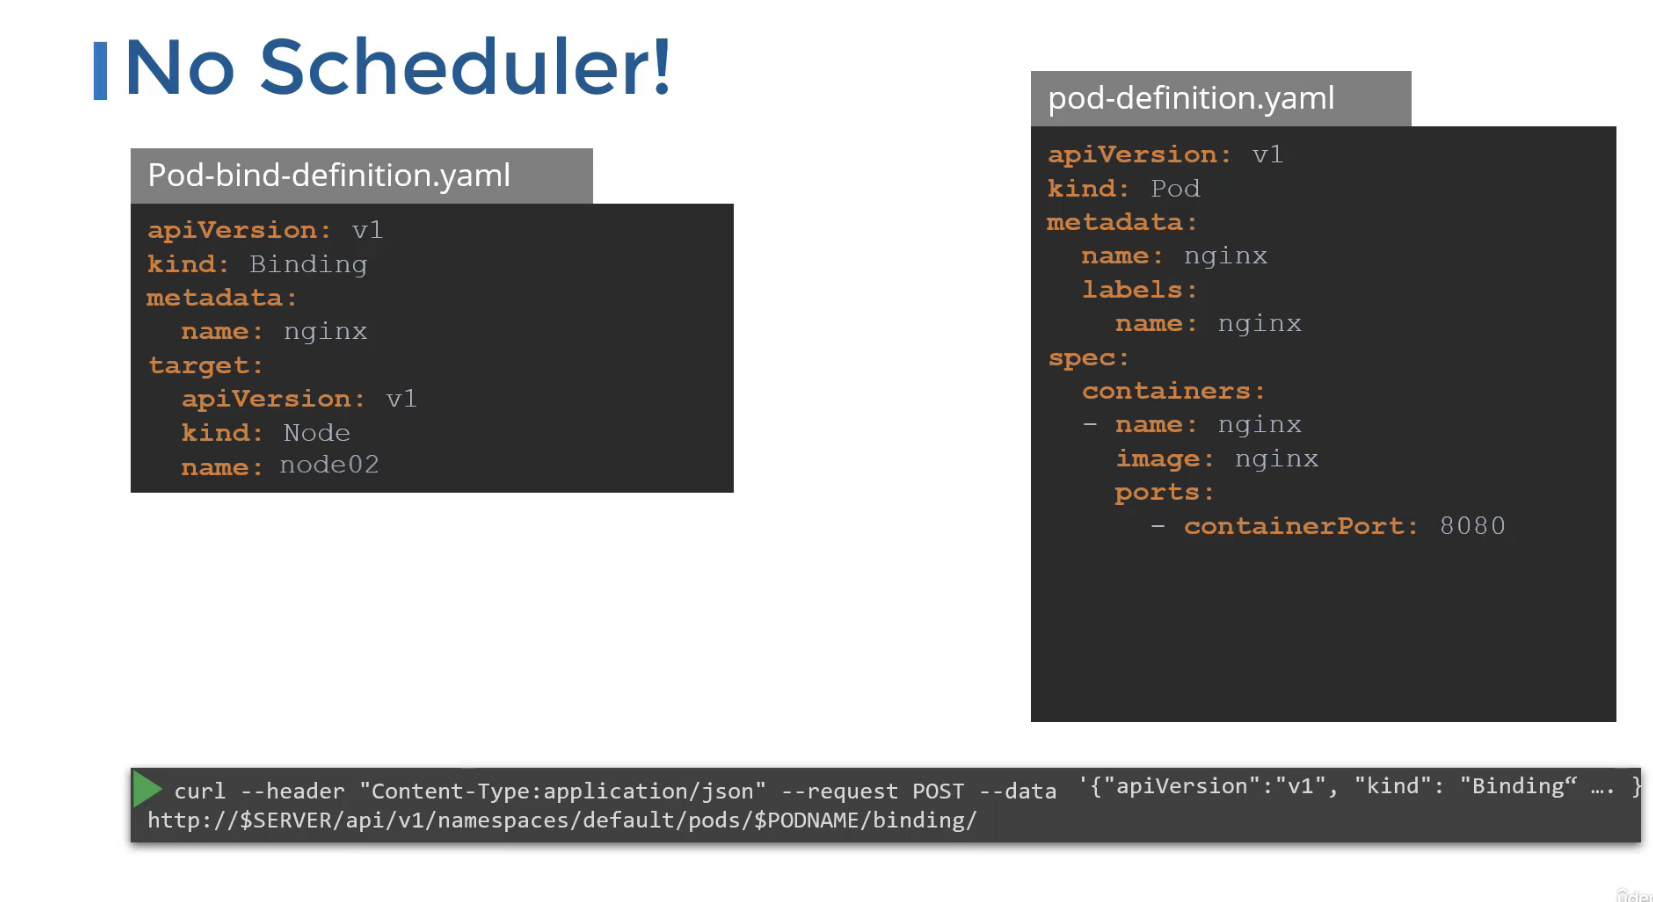 No Scheduler!
Pod-bind-definition.yaml
apiVersion: v1
kind: Binding
metadata:
  name: nginx
target:
  apiVersion: v1
  kind: Node
  name: node02
pod-definition.yaml
apiVersion: v1
kind: Pod
metadata:
  name: nginx
  labels:
    name: nginx
spec:
  containers:
  - name: nginx
    image: nginx
    ports:
      - containerPort: 8080
curl --header "Content-Type:application/json" --request POST --data '{"apiVersion":"v1", "kind": "Binding“ …. }
http://$SERVER/api/v1/namespaces/default/pods/$PODNAME/binding/